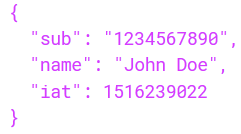 {
  "sub": "1234567890",
  "name": "John Doe",
  "iat": 1516239022
}